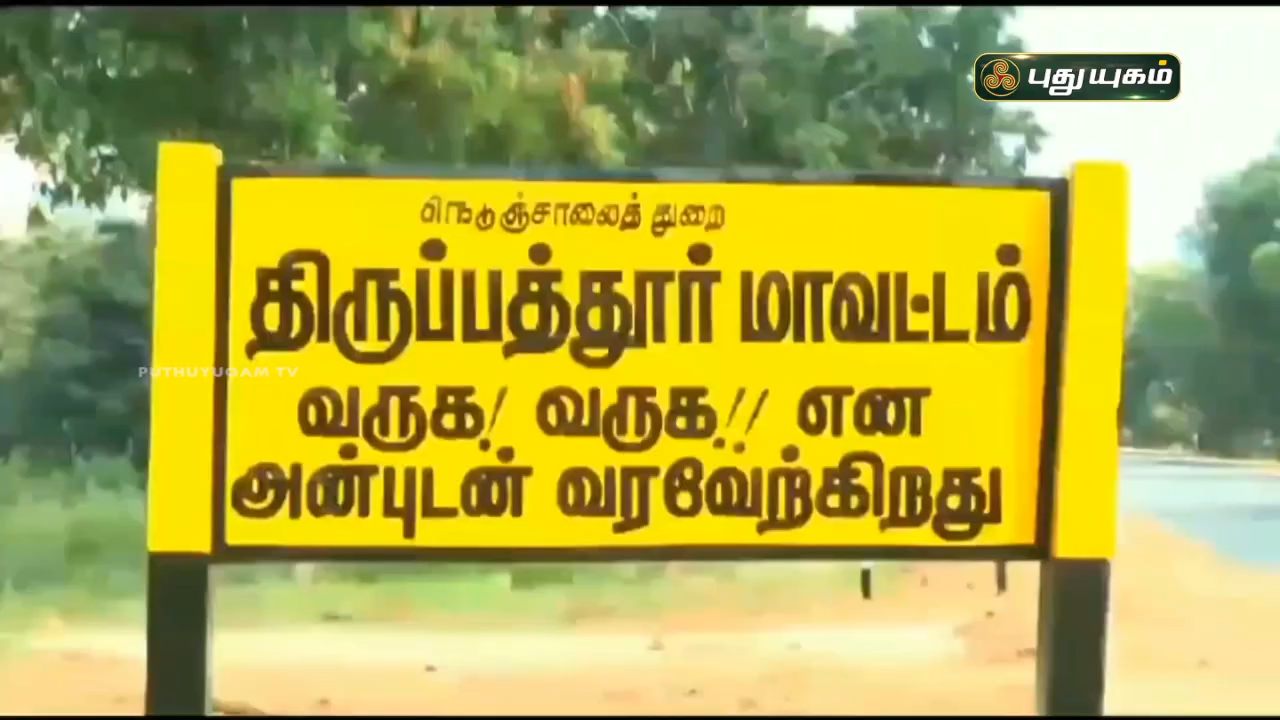 புதுயுகம்
நெடுஞ்சாலைத் துறை
திருப்பத்தூர் மாவட்டம்
PUTHUYUGAM TV
வருக! வருக!! என
அன்புடன் வரவேற்கிறது